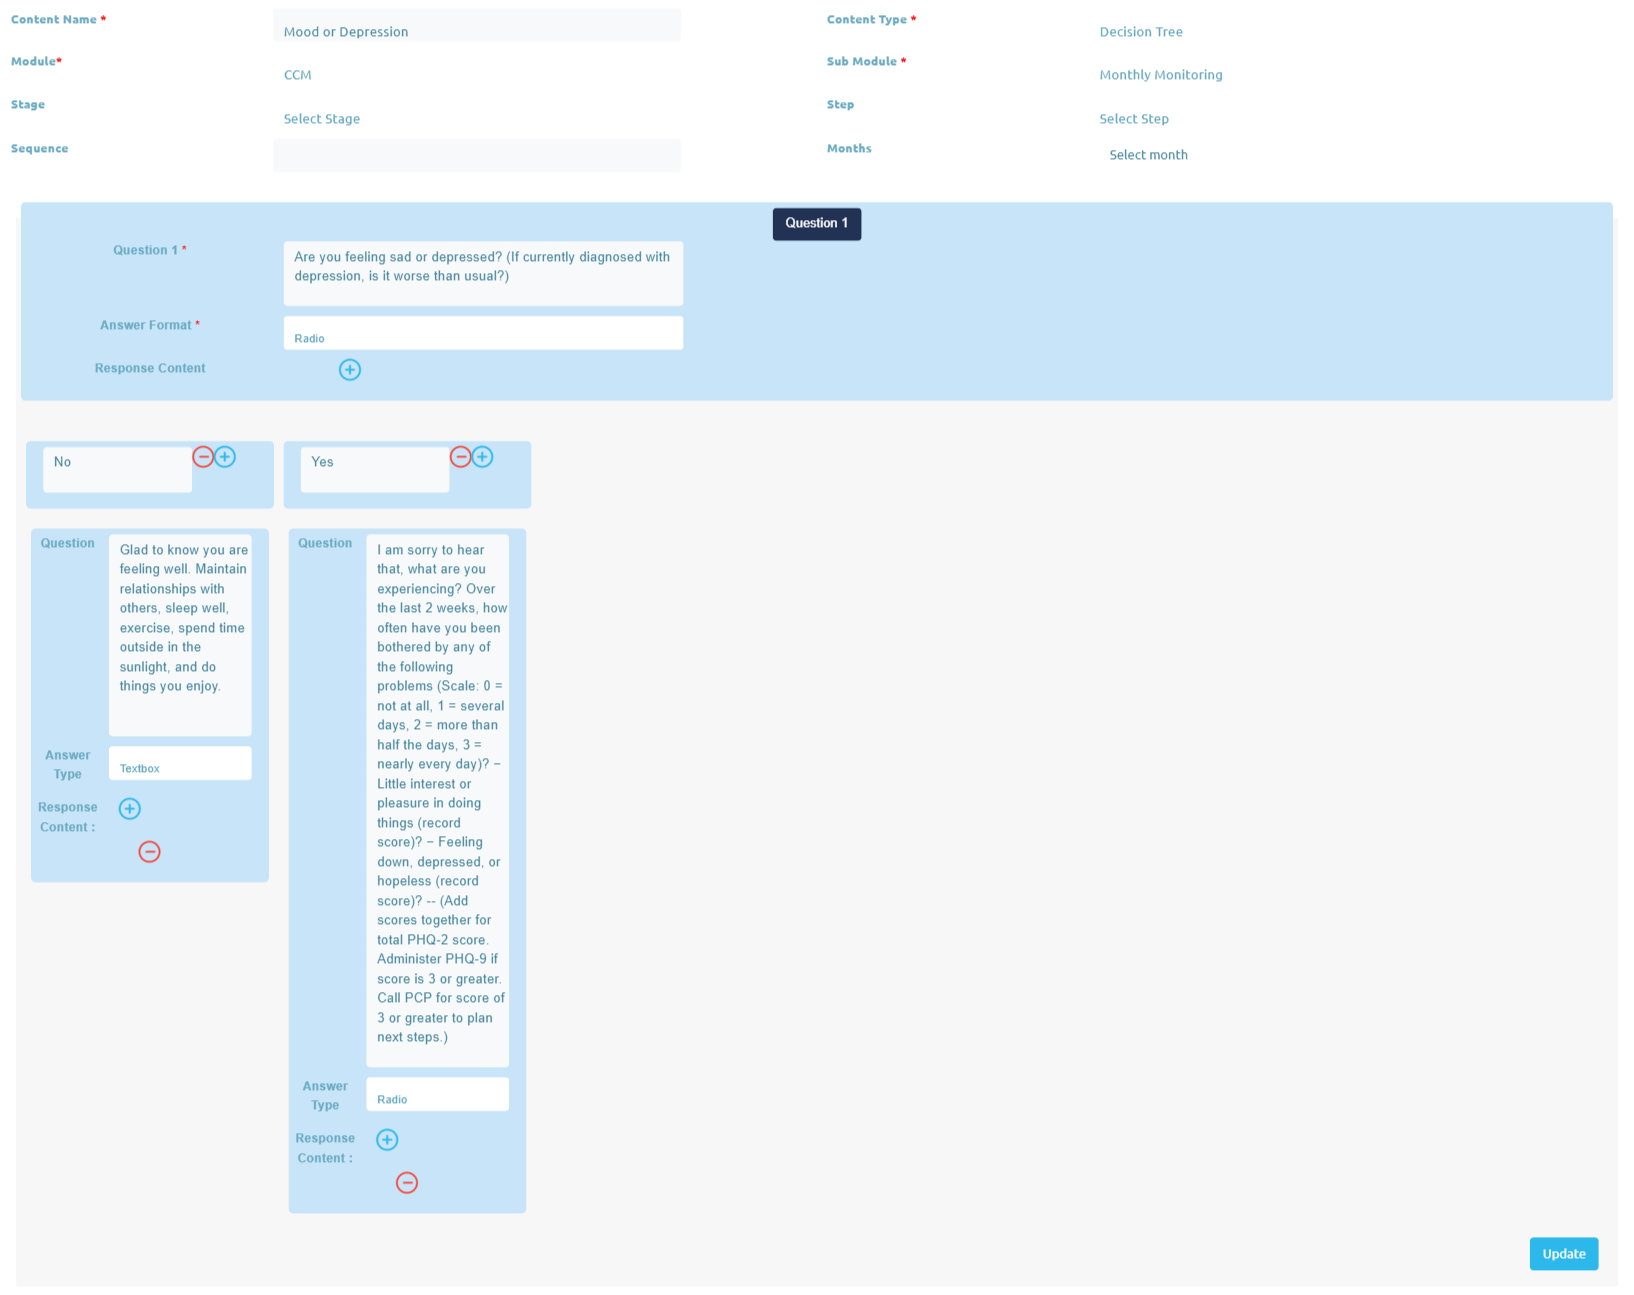 Content Name *
Mood or Depression
Content Type *
Decision Tree
Module*
CCM
Sub Module *
Monthly Monitoring
Stage
Select Stage
Step
Select Step
Sequence
Months
Select month
Question 1
Question 1 *
Are you feeling sad or depressed? (If currently diagnosed with
depression, is it worse than usual?)
Answer Format *
Radio
Response Content
No
Question
Glad to know you are
feeling well. Maintain
relationships with
others, sleep well,
exercise, spend time
outside in the
sunlight, and do
things you enjoy.
Answer
Type
Textbox
Response
Content :
Yes
Question
I am sorry to hear
that, what are you
experiencing? Over
the last 2 weeks, how
often have you been
bothered by any of
the following
problems (Scale: 0 =
not at all, 1 = several
days, 2 = more than
half the days, 3 =
nearly every day)? –
Little interest or
pleasure in doing
things (record
score)? – Feeling
down, depressed, or
hopeless (record
score)? -- (Add
scores together for
total PHQ-2 score.
Administer PHQ-9 if
score is 3 or greater.
Call PCP for score of
3 or greater to plan
next steps.)
Answer
Type
Radio
Response
Content :
Update